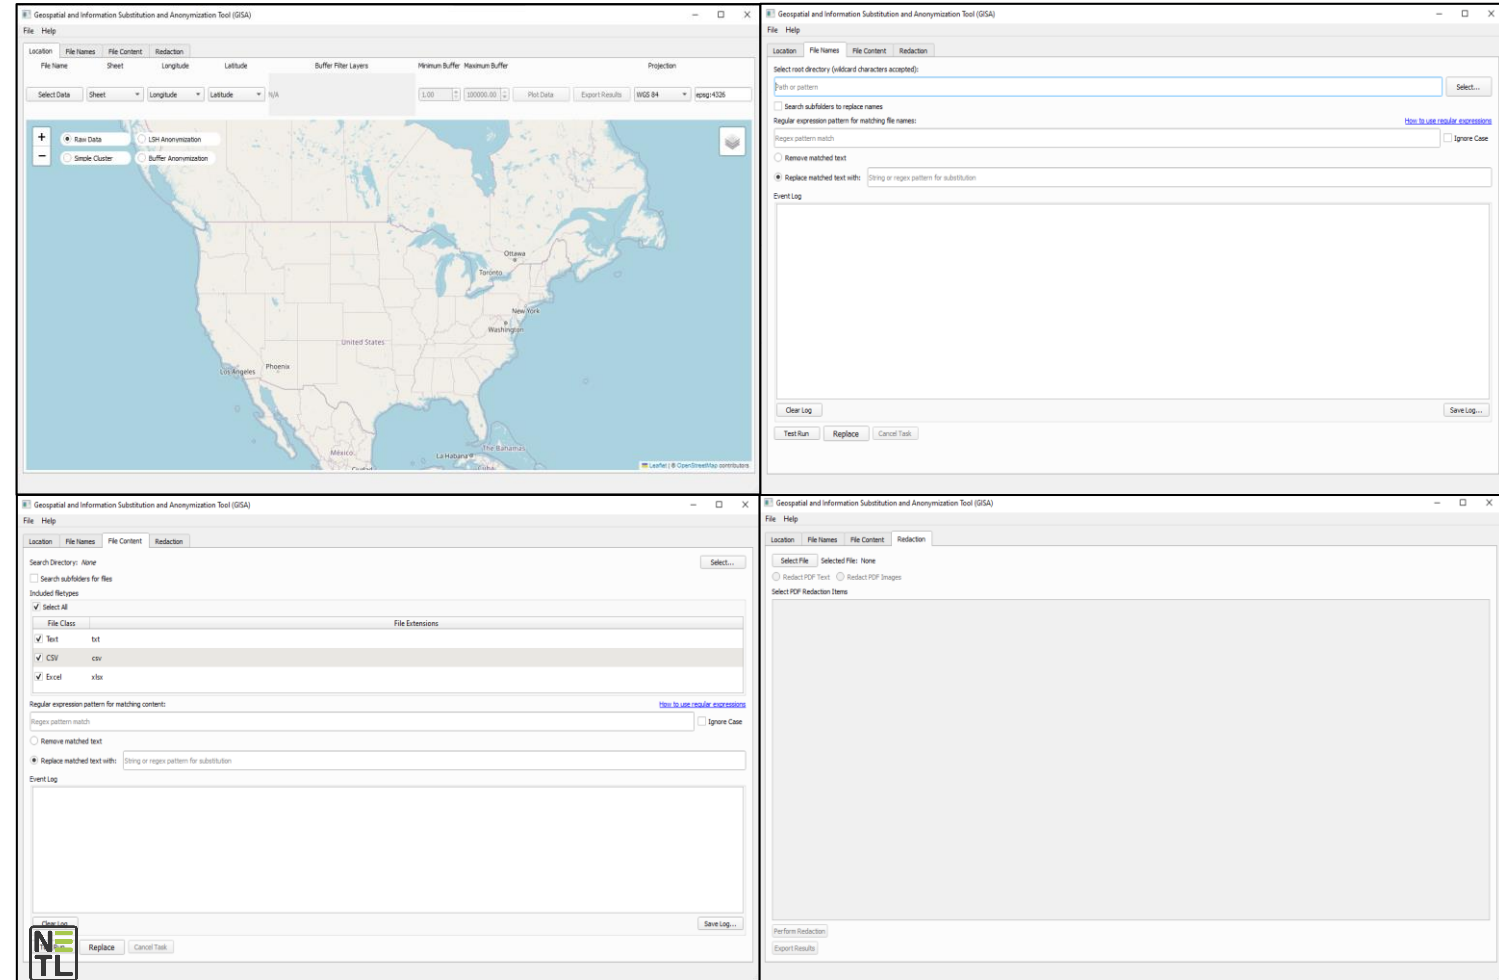 Geospatial and Information Substitution and Anonymization Tool (GISA)
File Help
Location File Names File Content Redaction
File Name Sheet Longitude Latitude Buffer Filter Layers Minimum Buffer Maximum Buffer Projection
Select Data Sheet Longitude Latitude N/A 1.00 100000.00 Plot Data Export Results WGS 84 epsg:4326
+ Raw Data LSH Anonymization
− Simple Cluster Buffer Anonymization
Ottawa
Toronto
New York
Washington
United States
Phoenix
Los Angeles
México
La Habana
The Bahamas
Cuba
Leaflet | © OpenStreetMap contributors
Geospatial and Information Substitution and Anonymization Tool (GISA)
File Help
Location File Names File Content Redaction
Select root directory (wildcard characters accepted):
Path or pattern Select...
Search subfolders to replace names
Regular expression pattern for matching file names: How to use regular expressions
Regex pattern match Ignore Case
Remove matched text
Replace matched text with: String or regex pattern for substitution
Event Log
Clear Log Save Log...
Test Run Replace Cancel Task
Geospatial and Information Substitution and Anonymization Tool (GISA)
File Help
Location File Names File Content Redaction
Search Directory: None Select...
Search subfolders for files
Included filetypes
Select All
File Class File Extensions
Text txt
CSV csv
Excel xlsx
Regular expression pattern for matching content: How to use regular expressions
Regex pattern match Ignore Case
Remove matched text
Replace matched text with: String or regex pattern for substitution
Event Log
Clear Log Save Log...
Replace Cancel Task
NETL
Geospatial and Information Substitution and Anonymization Tool (GISA)
File Help
Location File Names File Content Redaction
Select File Selected File: None
Redact PDF Text Redact PDF Images
Select PDF Redaction Items
Perform Redaction
Export Results